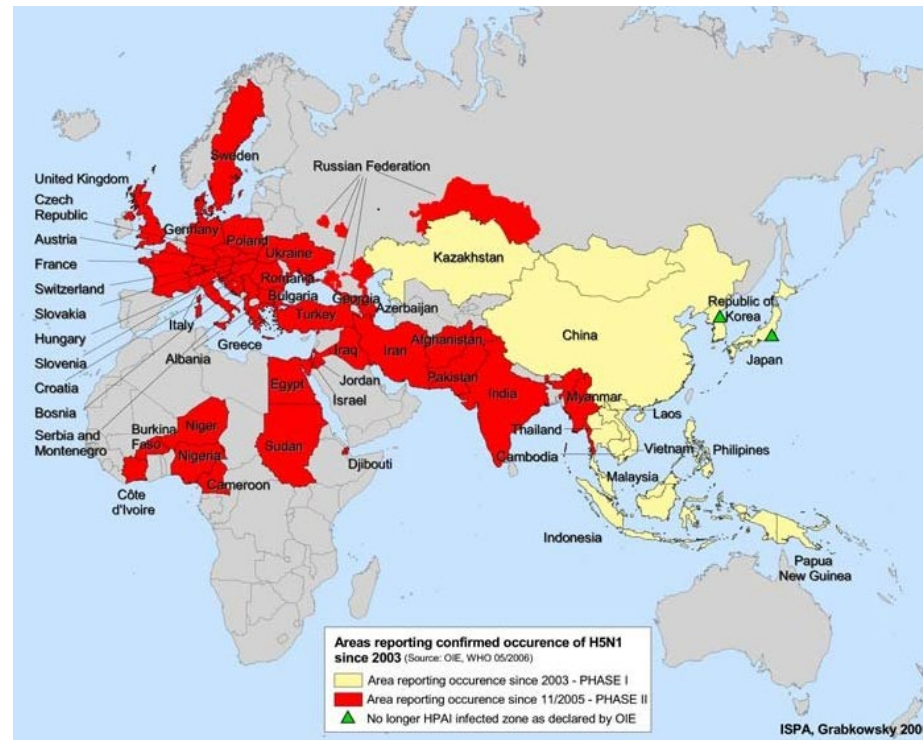 Sweden
Russian Federation
United Kingdom
Czech
Republic
Germany
Poland
Austria
Ukraine
Kazakhstan
France
Romania
Switzerland
Bulgaria
Georgia
Azerbaijan
Republic of
Korea
Slovakia
Turkey
China
Italy
Hungary
Greece
Iraq
Iran
Afghanistan
Japan
Slovenia
Albania
Jordan
Pakistan
Croatia
Egypt
Israel
India
Myanmar
Bosnia
Laos
Serbia and
Montenegro
Burkina
Faso
Niger
Sudan
Thailand
Vietnam
Philipines
Nigeria
Djibouti
Cambodia
Cameroon
Malaysia
Côte
d'Ivoire
Indonesia
Papua
New Guinea
Areas reporting confirmed occurence of H5N1
since 2003 (Source: OIE, WHO 05/2006)
Area reporting occurence since 2003 - PHASE I
Area reporting occurence since 11/2005 - PHASE II
No longer HPAI infected zone as declared by OIE
ISPA, Grabkowsky 200